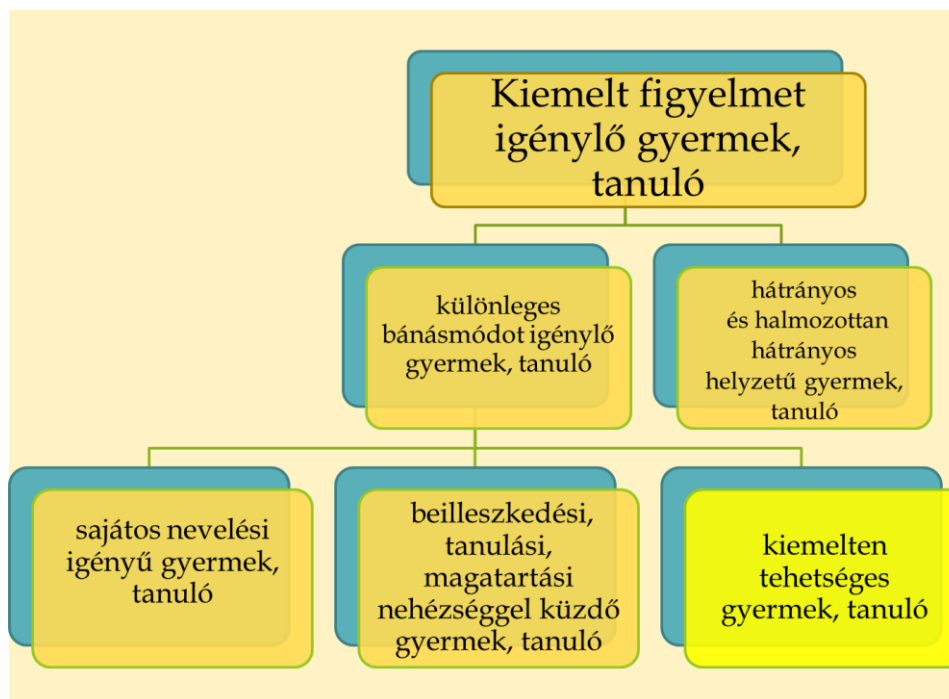 Kiemelt figyelmet
igénylő gyermek,
tanuló
különleges
bánásmódot igénylő
gyermek, tanuló
hátrányos
és halmozottan
hátrányos
helyzetű gyermek,
tanuló
sajátos nevelési
igényű gyermek,
tanuló
beilleszkedési,
tanulási,
magatartási
nehézséggel küzdő
gyermek, tanuló
kiemelten
tehetséges
gyermek, tanuló